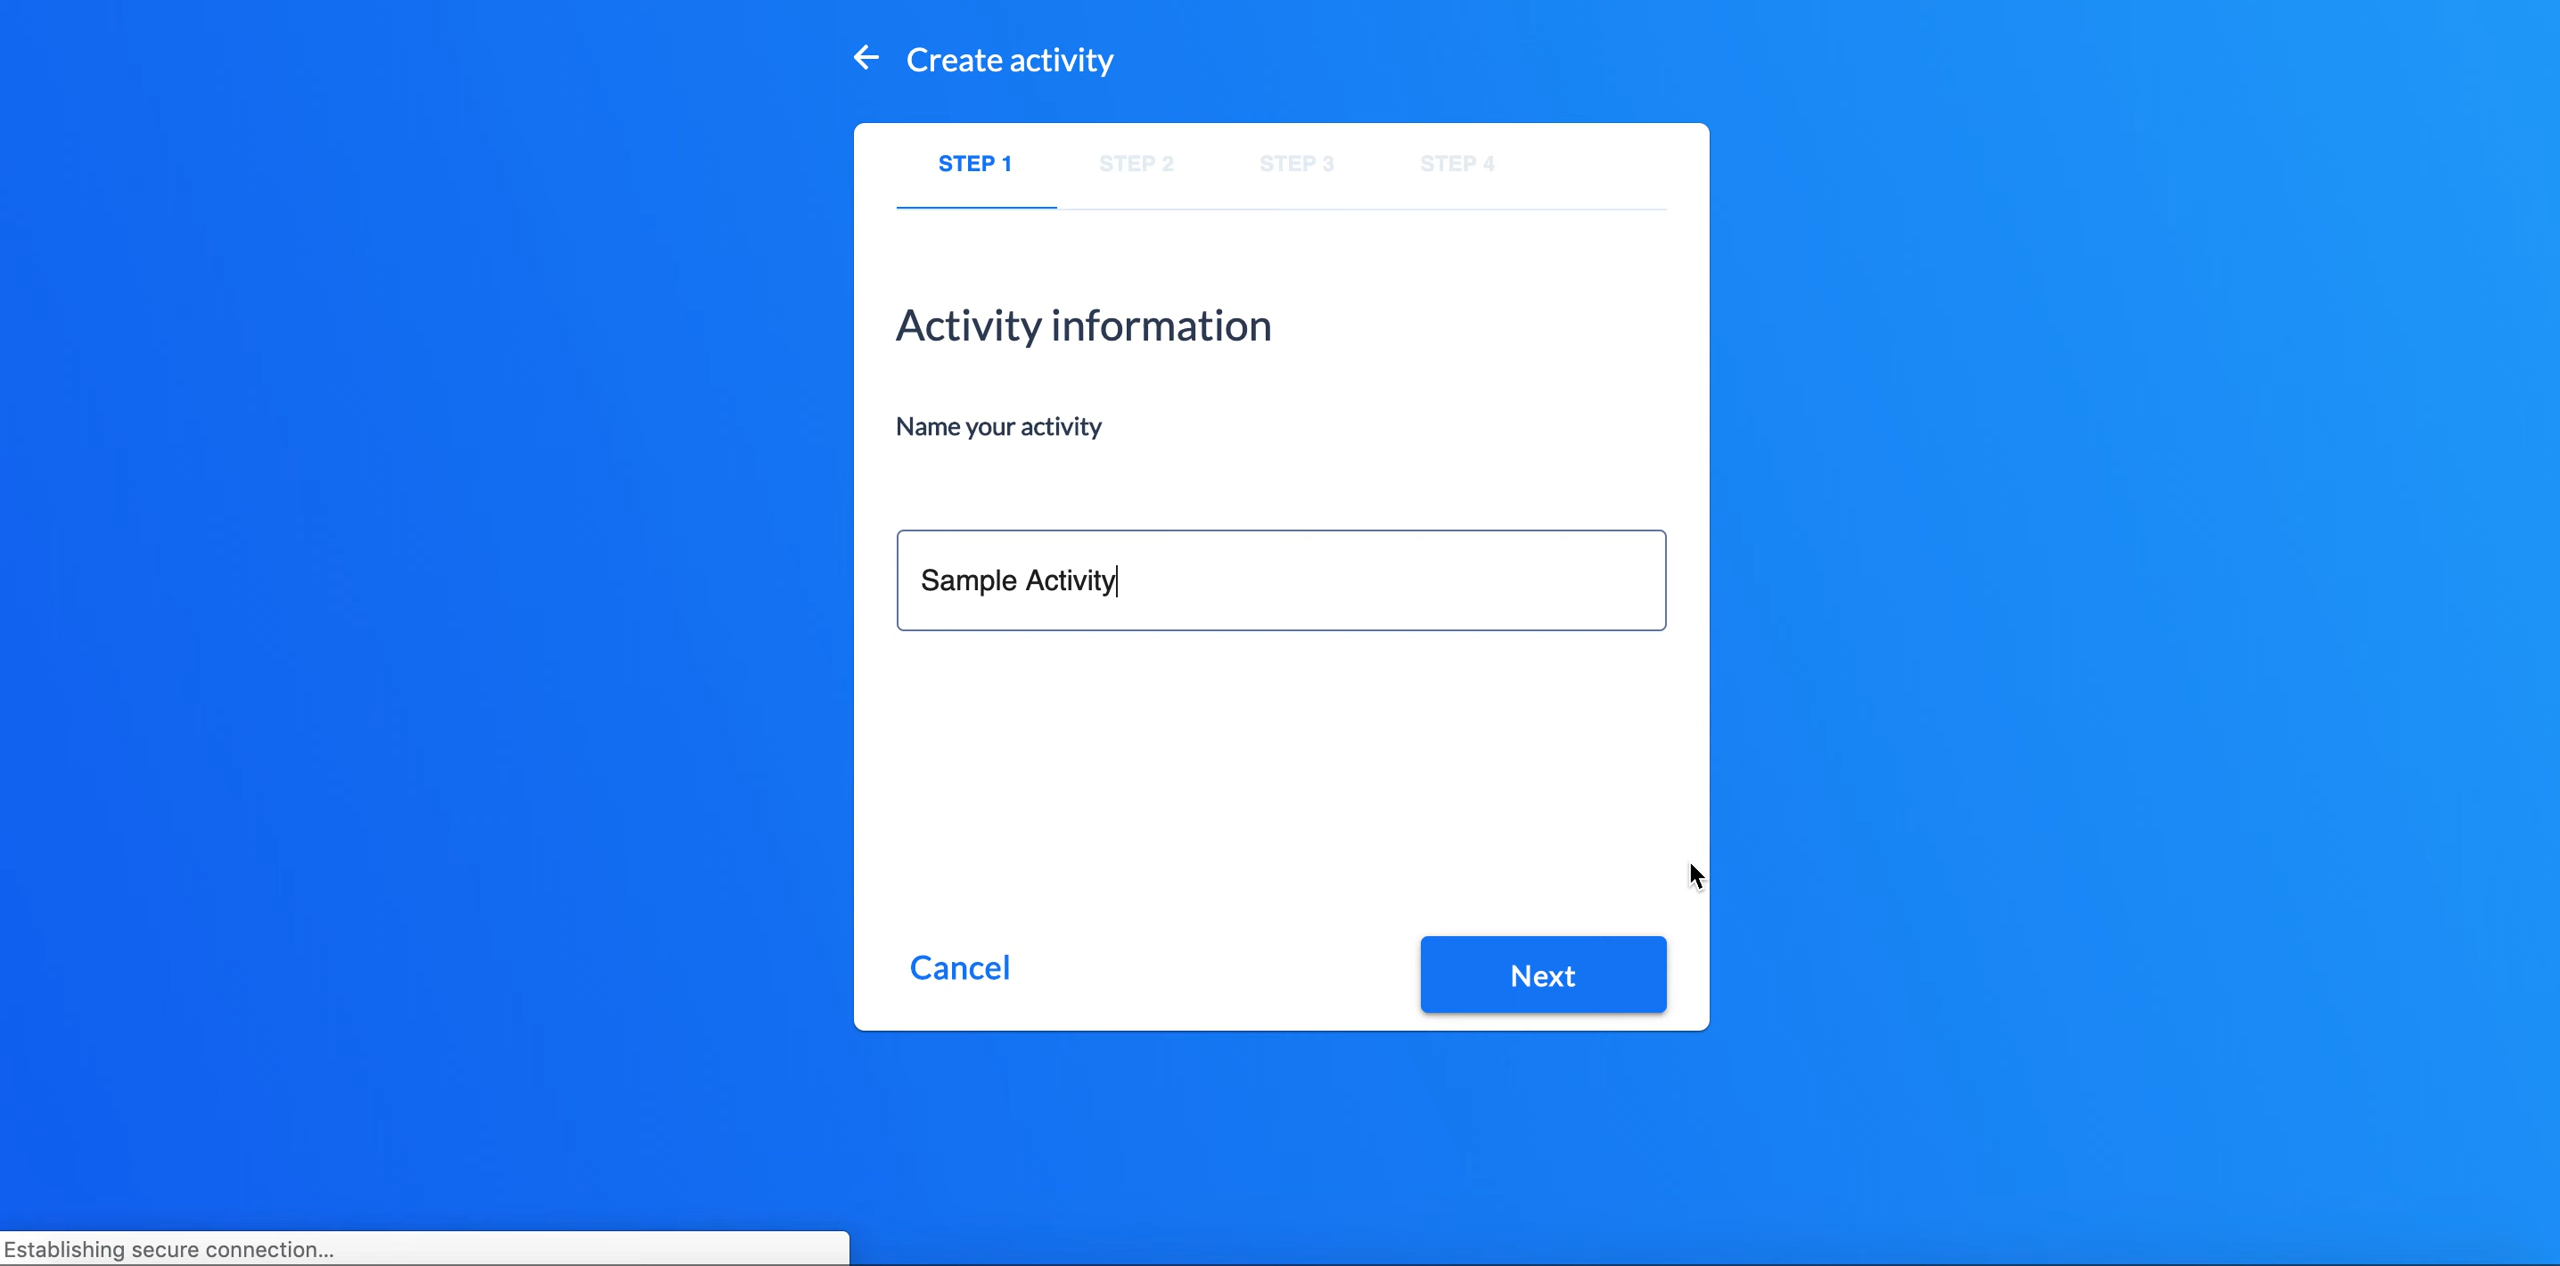 Create activity
STEP 1 STEP 2 STEP 3 STEP 4
Activity information
Name your activity
Sample Activity
Cancel Next
Establishing secure connection...